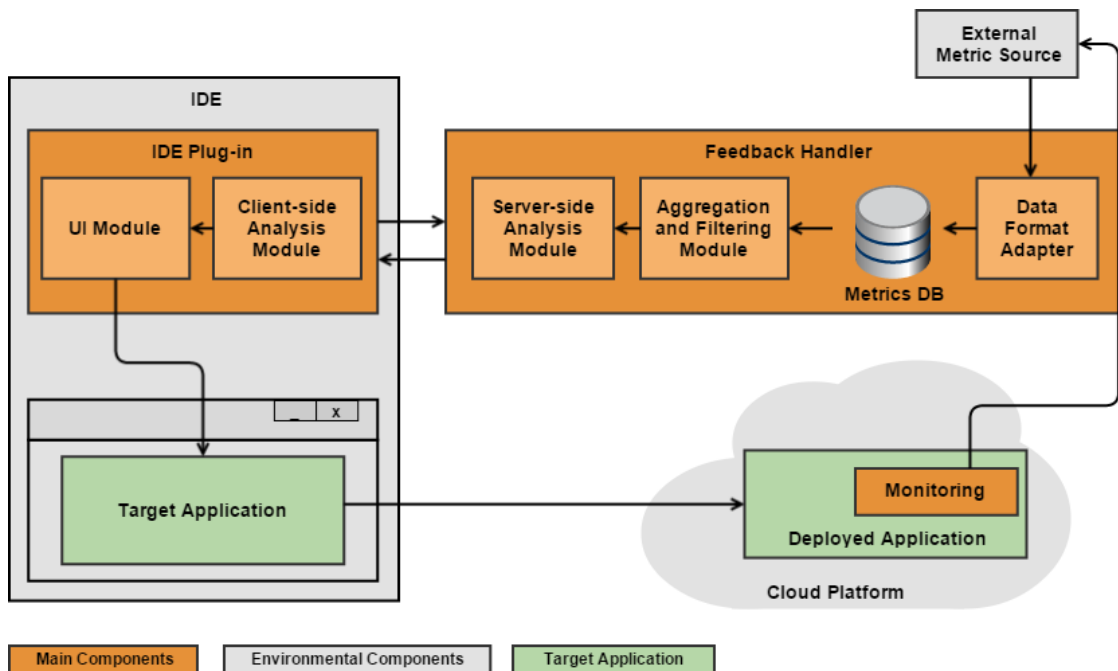 External
Metric Source
IDE
IDE Plug-in
UI Module
Client-side
Analysis
Module
Feedback Handler
Server-side
Analysis
Module
Aggregation
and Filtering
Module
Metrics DB
Data
Format
Adapter
_ x
Target Application
Monitoring
Deployed Application
Cloud Platform
Main Components
Environmental Components
Target Application